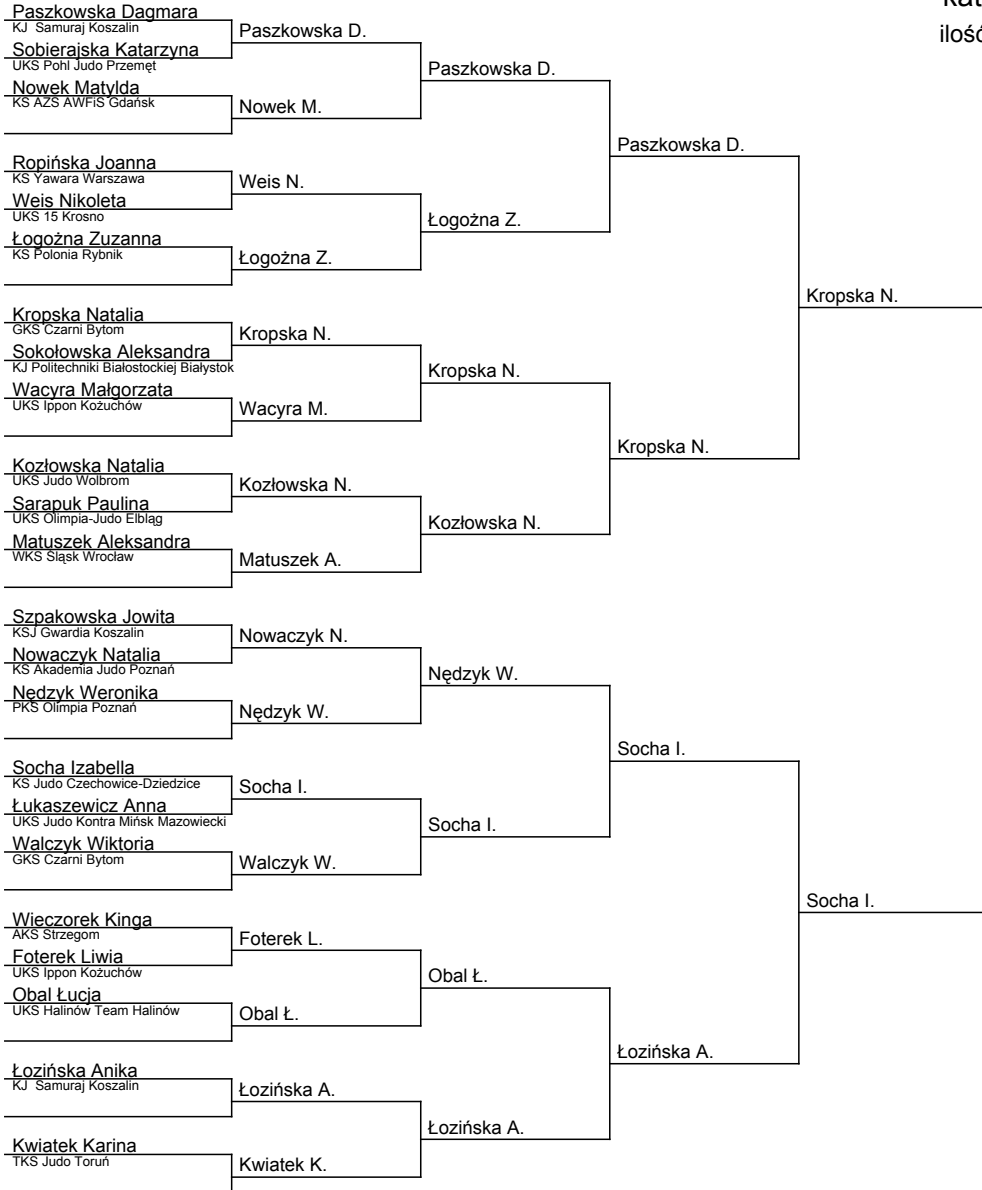 Paszkowska Dagmara
KJ Samuraj Koszalin
Sobierajska Katarzyna
UKS Pohl Judo Przemęt
Nowek Matylda
KS AZS AWFiS Gdańsk
Ropińska Joanna
KS Yawara Warszawa
Weis Nikoleta
UKS 15 Krosno
Łogożna Zuzanna
KS Polonia Rybnik
Kropska Natalia
GKS Czarni Bytom
Sokołowska Aleksandra
KJ Politechniki Białostockiej Białystok
Wacyra Małgorzata
UKS Ippon Kożuchów
Kozłowska Natalia
UKS Judo Wolbrom
Sarapuk Paulina
UKS Olimpia-Judo Elbląg
Matuszek Aleksandra
WKS Śląsk Wrocław
Szpakowska Jowita
KSJ Gwardia Koszalin
Nowaczyk Natalia
KS Akademia Judo Poznań
Nędzyk Weronika
PKS Olimpia Poznań
Socha Izabella
KS Judo Czechowice-Dziedzice
Łukaszewicz Anna
UKS Judo Kontra Mińsk Mazowiecki
Walczyk Wiktoria
GKS Czarni Bytom
Wieczorek Kinga
AKS Strzegom
Foterek Liwia
UKS Ippon Kożuchów
Obal Łucja
UKS Halinów Team Halinów
Łozińska Anika
KJ Samuraj Koszalin
Kwiatek Karina
TKS Judo Toruń
Paszkowska D.
Nowek M.
Weis N.
Łogożna Z.
Kropska N.
Wacyra M.
Kozłowska N.
Matuszek A.
Nowaczyk N.
Nędzyk W.
Socha I.
Walczyk W.
Foterek L.
Obal Ł.
Łozińska A.
Kwiatek K.
Paszkowska D.
Łogożna Z.
Kropska N.
Kozłowska N.
Nędzyk W.
Socha I.
Obal Ł.
Łozińska A.
Paszkowska D.
Kropska N.
Socha I.
Łozińska A.
Kropska N.
Socha I.
ilość